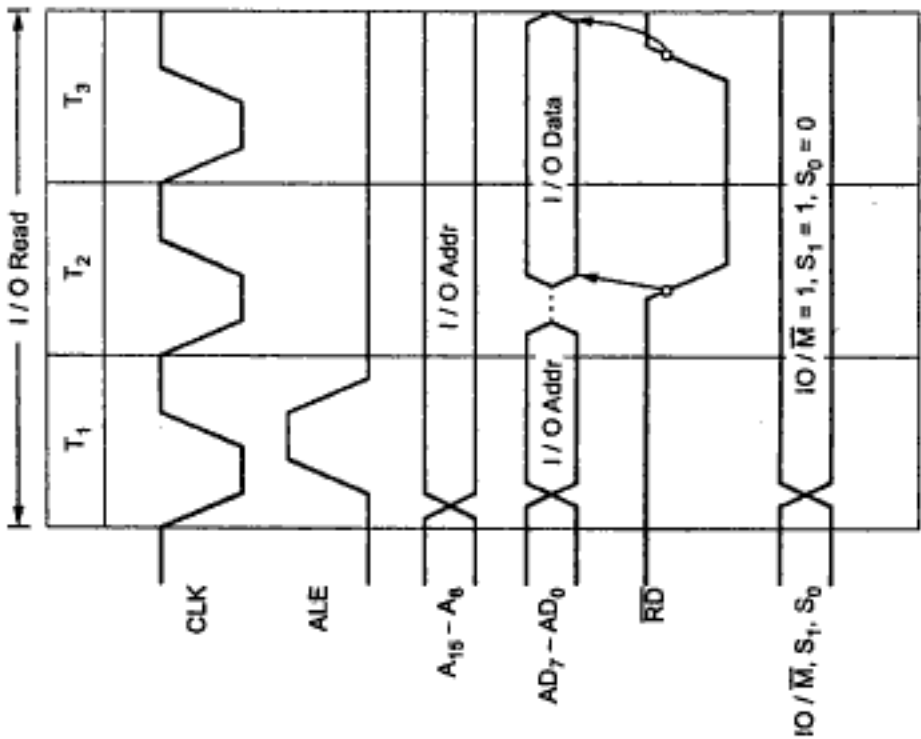 I / O Read
T₁ T₂ T₃
CLK
ALE
A₁₅ – A₈ I / O Addr
AD₇ – AD₀ I / O Addr I / O Data
R̅D̅
IO / M̅, S₁, S₀ IO / M̅ = 1, S₁ = 1, S₀ = 0